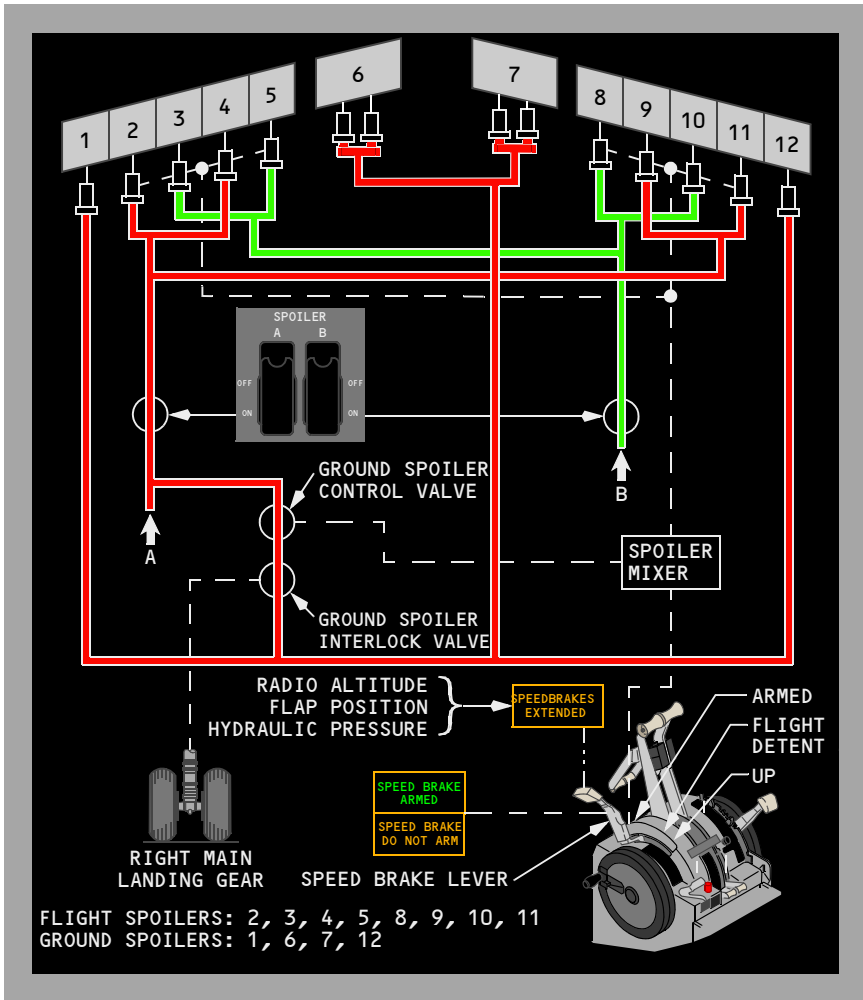 1 2 3 4 5 6 7 8 9 10 11 12
SPOILER
A B
OFF OFF
ON ON
GROUND SPOILER
CONTROL VALVE
B
A
SPOILER
MIXER
GROUND SPOILER
INTERLOCK VALVE
RADIO ALTITUDE
FLAP POSITION
HYDRAULIC PRESSURE
SPEEDBRAKES
EXTENDED
ARMED
FLIGHT
DETENT
UP
SPEED BRAKE
ARMED
SPEED BRAKE
DO NOT ARM
RIGHT MAIN
LANDING GEAR
SPEED BRAKE LEVER
FLIGHT SPOILERS: 2, 3, 4, 5, 8, 9, 10, 11
GROUND SPOILERS: 1, 6, 7, 12